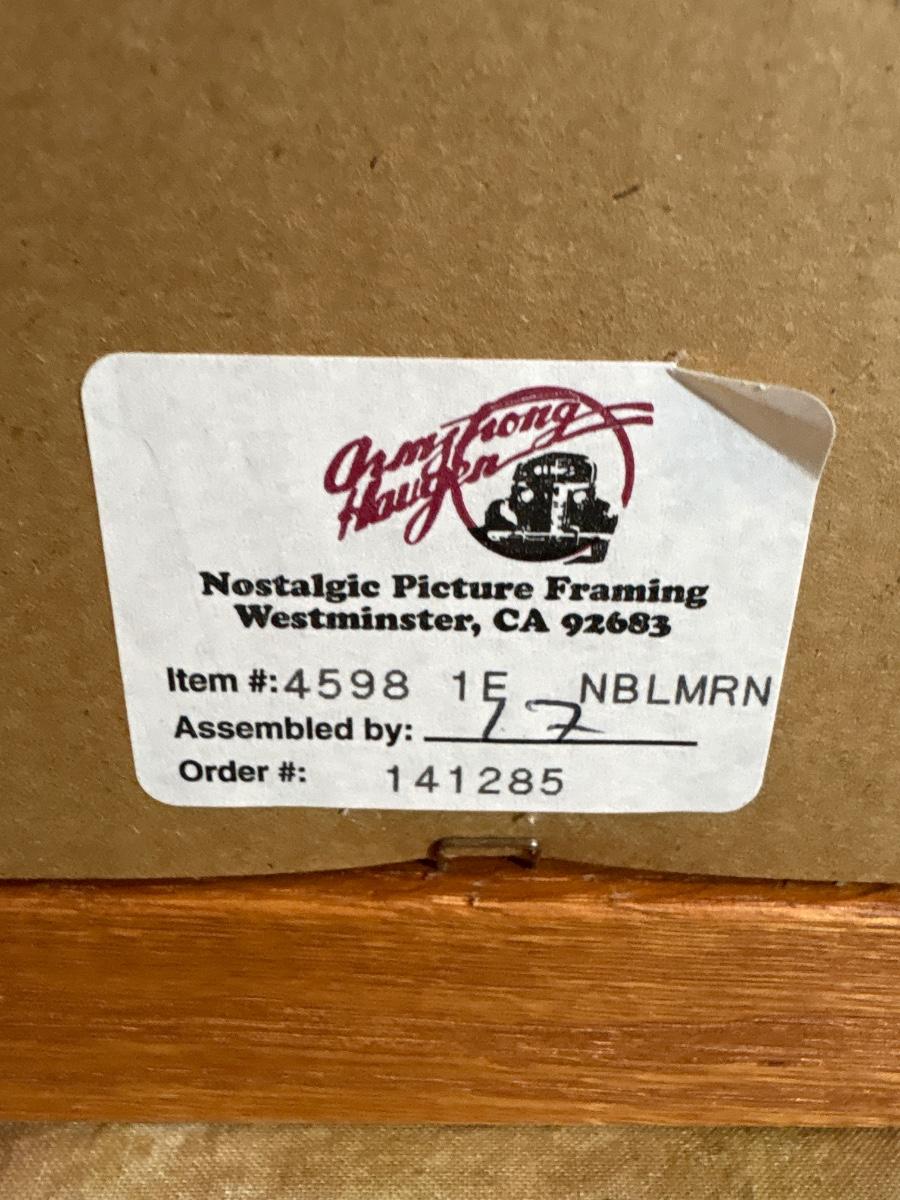 Armstrong
Haugen
Nostalgic Picture Framing
Westminster, CA 92683
Item #: 4598 1E NBLMRN
Assembled by: 17
Order #: 141285